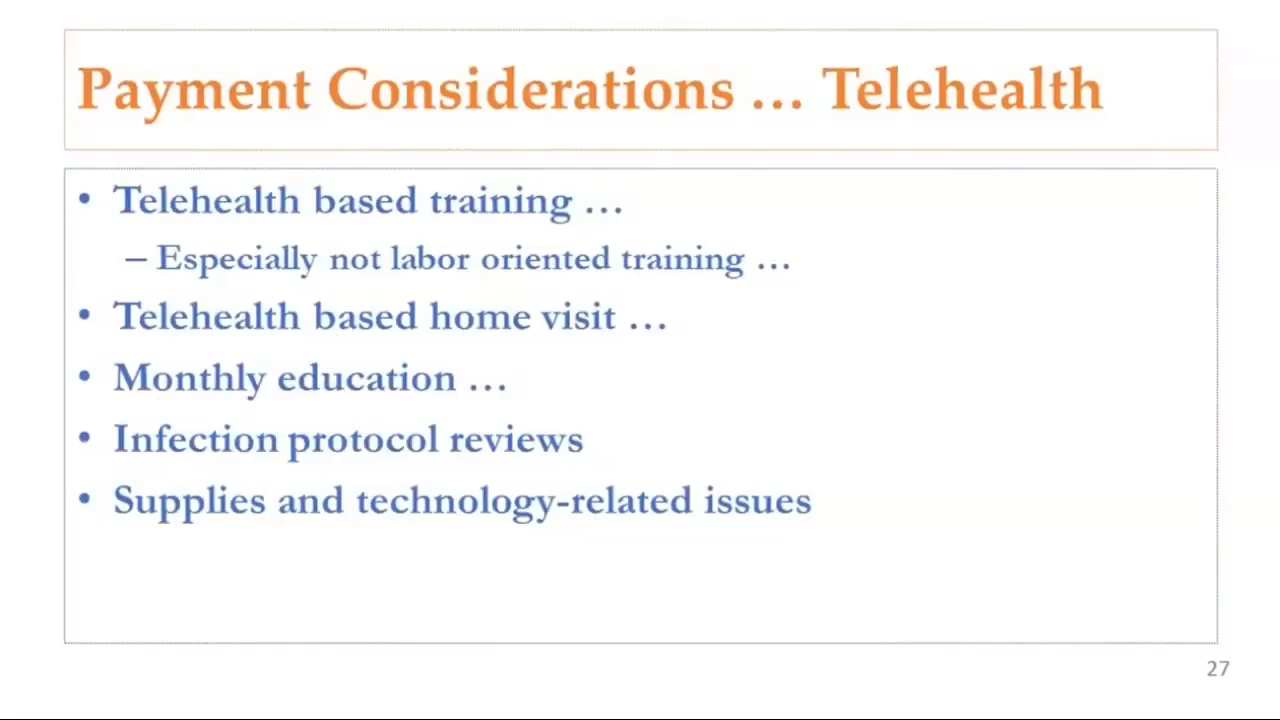 Payment Considerations … Telehealth
• Telehealth based training …
– Especially not labor oriented training …
• Telehealth based home visit …
• Monthly education …
• Infection protocol reviews
• Supplies and technology-related issues
27